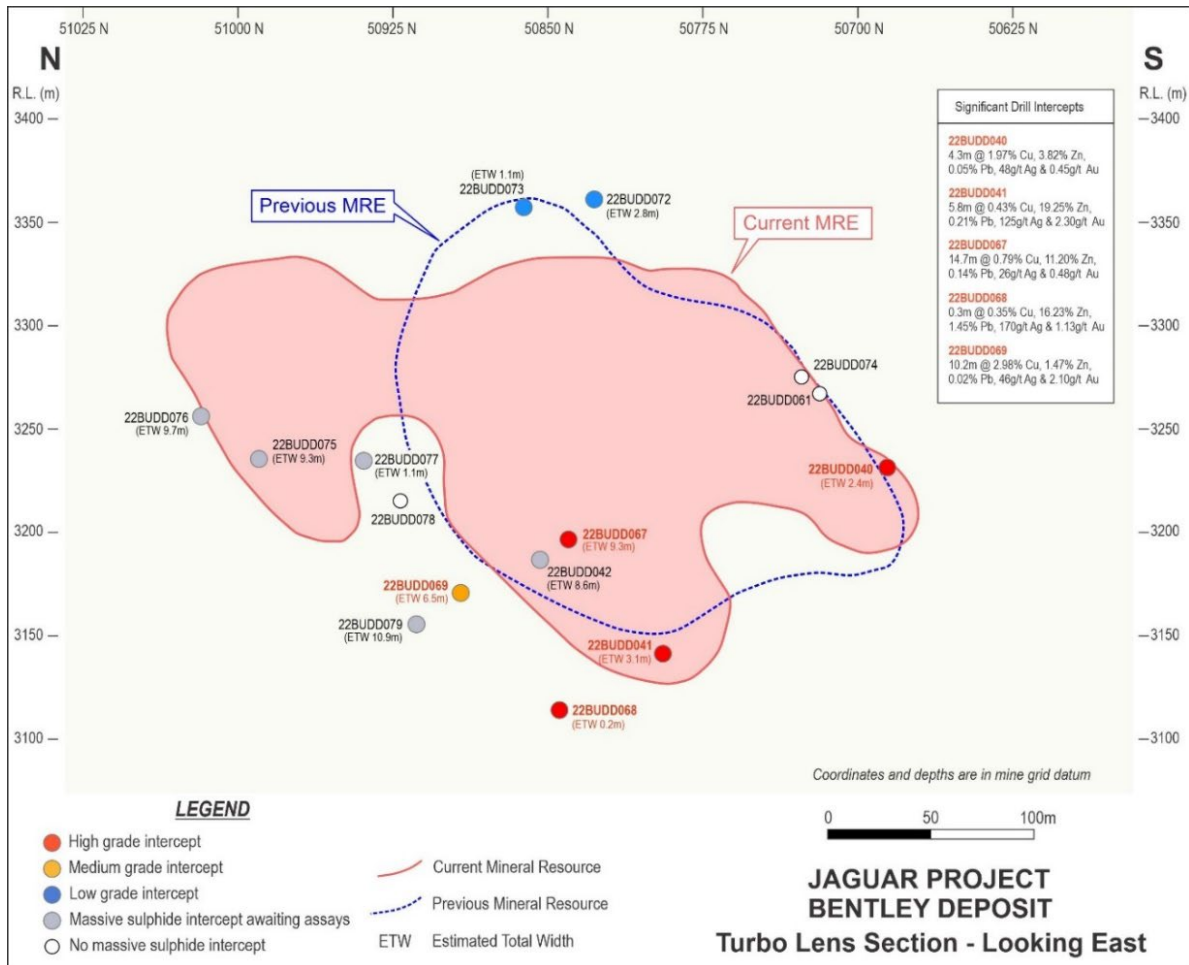 51025 N
51000 N
50925 N
50850 N
50775 N
50700 N
50625 N
N
S
R.L. (m)
R.L. (m)
3400
3400
3350
3350
3300
3300
3250
3250
3200
3200
3150
3150
3100
3100
Significant Drill Intercepts
22BUDD040
4.3m @ 1.97% Cu, 3.82% Zn,
0.05% Pb, 48g/t Ag & 0.45g/t Au
22BUDD041
5.8m @ 0.43% Cu, 19.25% Zn,
0.21% Pb, 125g/t Ag & 2.30g/t Au
22BUDD067
14.7m @ 0.79% Cu, 11.20% Zn,
0.14% Pb, 26g/t Ag & 0.48g/t Au
22BUDD068
0.3m @ 0.35% Cu, 16.23% Zn,
1.45% Pb, 170g/t Ag & 1.13g/t Au
22BUDD069
10.2m @ 2.98% Cu, 1.47% Zn,
0.02% Pb, 46g/t Ag & 2.10g/t Au
(ETW 1.1m)
22BUDD073
22BUDD072
(ETW 2.8m)
Previous MRE
Current MRE
22BUDD074
22BUDD061
22BUDD076
(ETW 9.7m)
22BUDD075
(ETW 9.3m)
22BUDD077
(ETW 1.1m)
22BUDD078
22BUDD040
(ETW 2.4m)
22BUDD067
(ETW 9.3m)
22BUDD042
(ETW 8.6m)
22BUDD069
(ETW 6.5m)
22BUDD079
(ETW 10.9m)
22BUDD041
(ETW 3.1m)
22BUDD068
(ETW 0.2m)
Coordinates and depths are in mine grid datum
LEGEND
High grade intercept
Medium grade intercept
Low grade intercept
Massive sulphide intercept awaiting assays
No massive sulphide intercept
Current Mineral Resource
Previous Mineral Resource
ETW Estimated Total Width
0 50 100m
JAGUAR PROJECT
BENTLEY DEPOSIT
Turbo Lens Section - Looking East